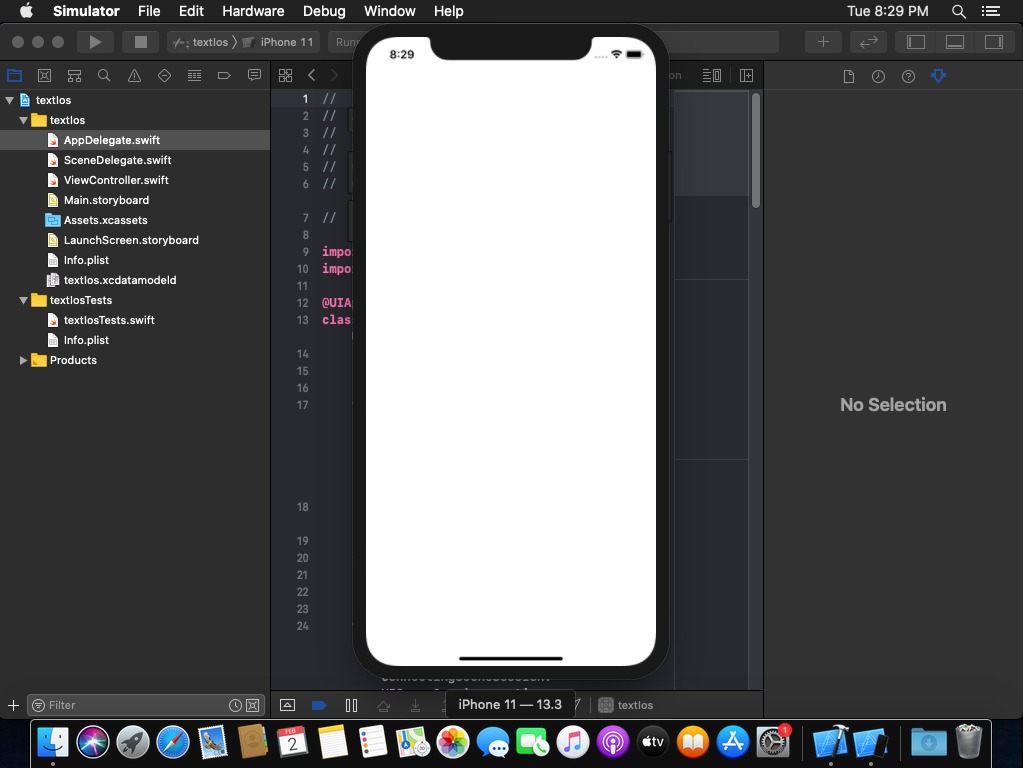 Simulator File Edit Hardware Debug Window Help Tue 8:29 PM
textIos iPhone 11
8:29
textIos
textIos
AppDelegate.swift
SceneDelegate.swift
ViewController.swift
Main.storyboard
Assets.xcassets
LaunchScreen.storyboard
Info.plist
textIos.xcdatamodeld
textIosTests
textIosTests.swift
Info.plist
Products
1 //
2 //
3 //
4 //
5 //
6 //
7 //
8
9 impo
10 impo
11
12 @UIA
13 clas
14
15
16
17
18
19
20
21
22
23
24
No Selection
Filter
iPhone 11 — 13.3
textIos
FEB
2
tv
1